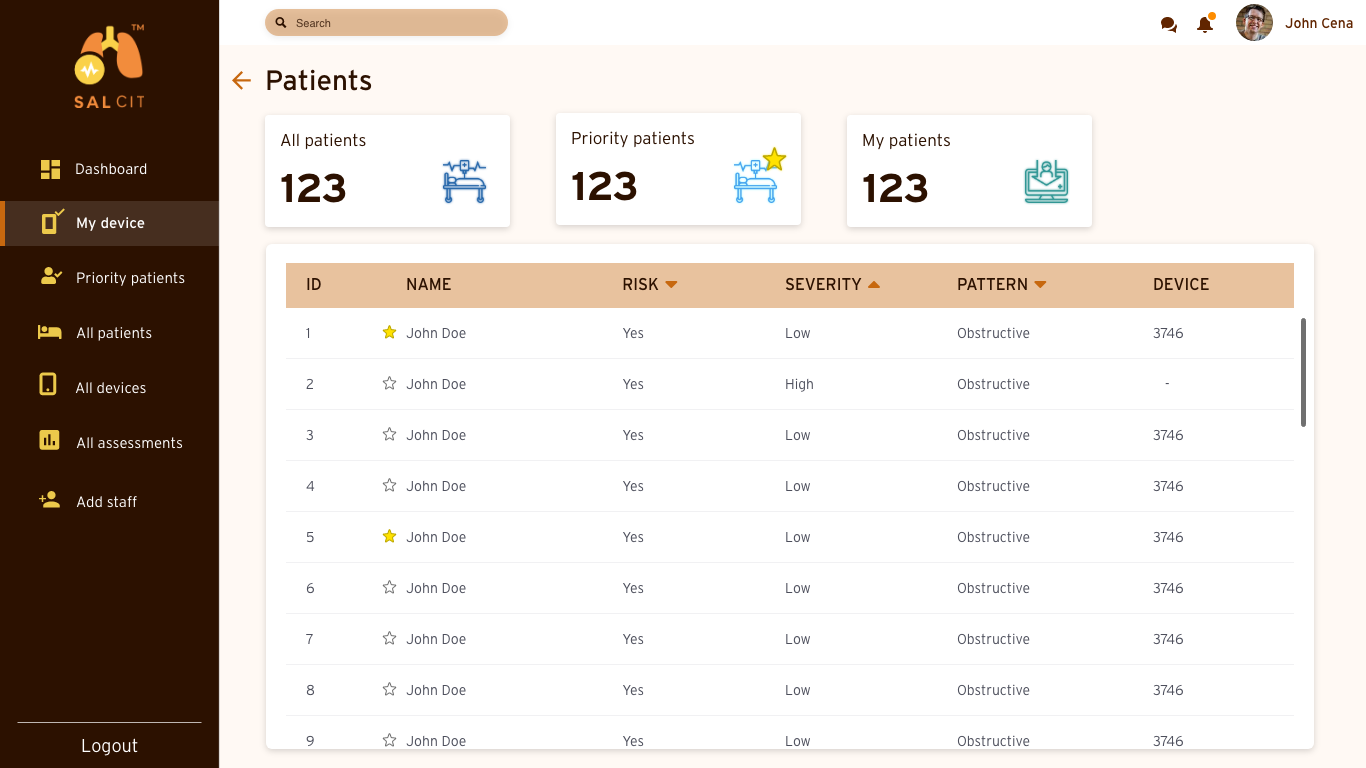 TM
SALCIT
Dashboard
My device
Priority patients
All patients
All devices
All assessments
Add staff
Logout
Search
John Cena
Patients
All patients
123
Priority patients
123
My patients
123
ID NAME RISK SEVERITY PATTERN DEVICE
1 John Doe Yes Low Obstructive 3746
2 John Doe Yes High Obstructive -
3 John Doe Yes Low Obstructive 3746
4 John Doe Yes Low Obstructive 3746
5 John Doe Yes Low Obstructive 3746
6 John Doe Yes Low Obstructive 3746
7 John Doe Yes Low Obstructive 3746
8 John Doe Yes Low Obstructive 3746
9 John Doe Yes Low Obstructive 3746